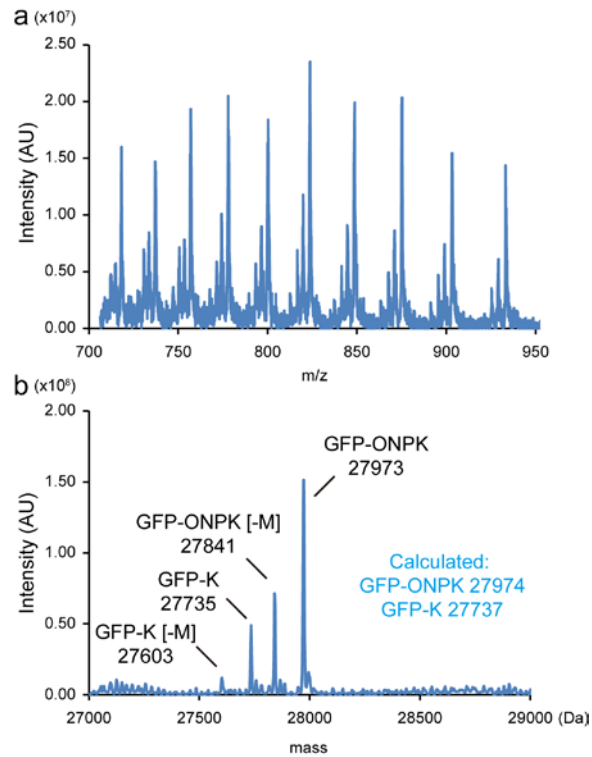 a (x10⁷)
2.50
2.00
1.50
1.00
0.50
0.00
Intensity (AU)
700 750 800 850 900 950
m/z
b (x10⁸)
2.00
1.50
1.00
0.50
0.00
Intensity (AU)
GFP-ONPK
27973
GFP-ONPK [-M]
27841
GFP-K
27735
GFP-K [-M]
27603
Calculated:
GFP-ONPK 27974
GFP-K 27737
27000 27500 28000 28500 29000 (Da)
mass